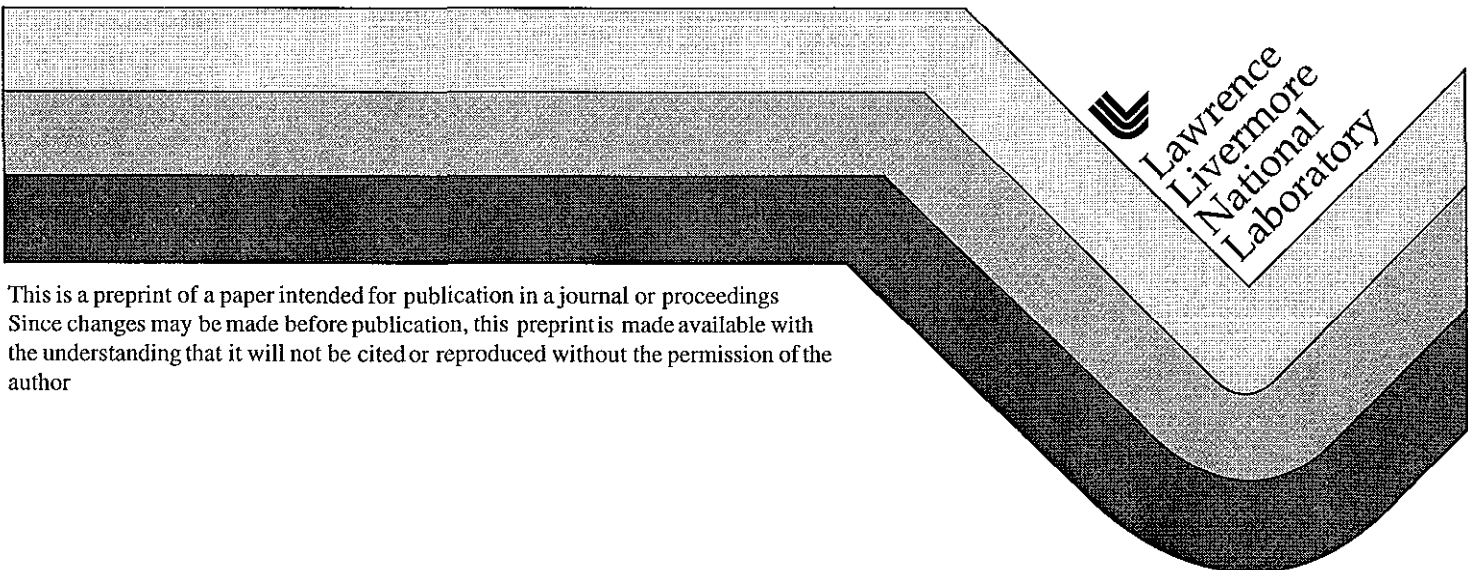 Lawrence
Livermore
National
Laboratory
This is a preprint of a paper intended for publication in a journal or proceedings
Since changes may be made before publication, this preprint is made available with
the understanding that it will not be cited or reproduced without the permission of the
author